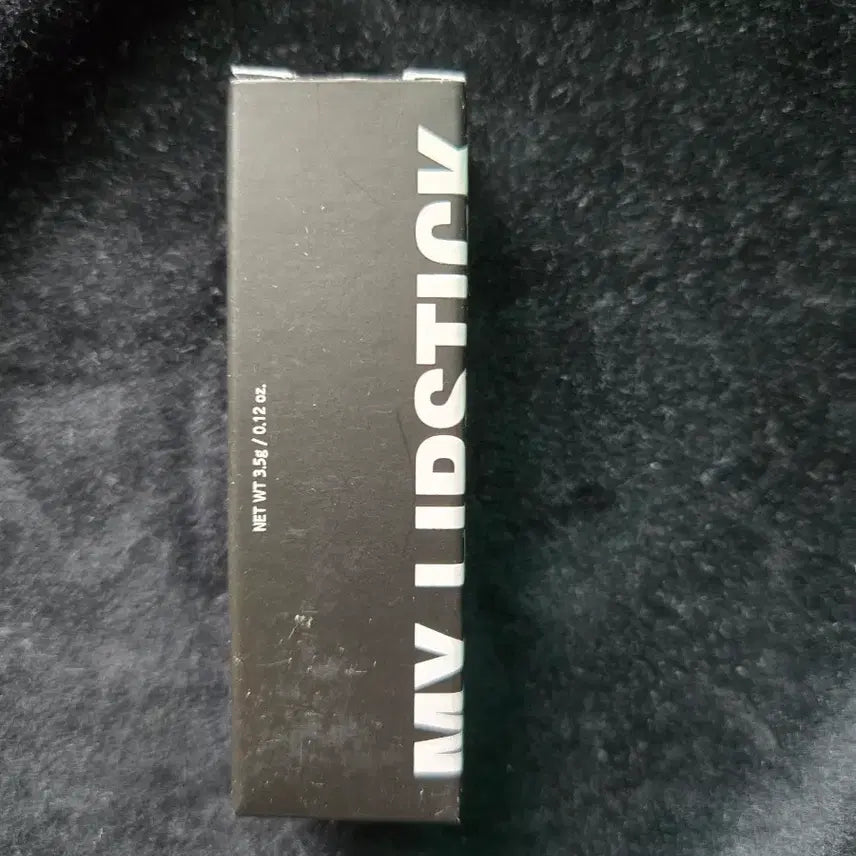 MY LIPSTICK
NET WT 3.5g / 0.12 oz.